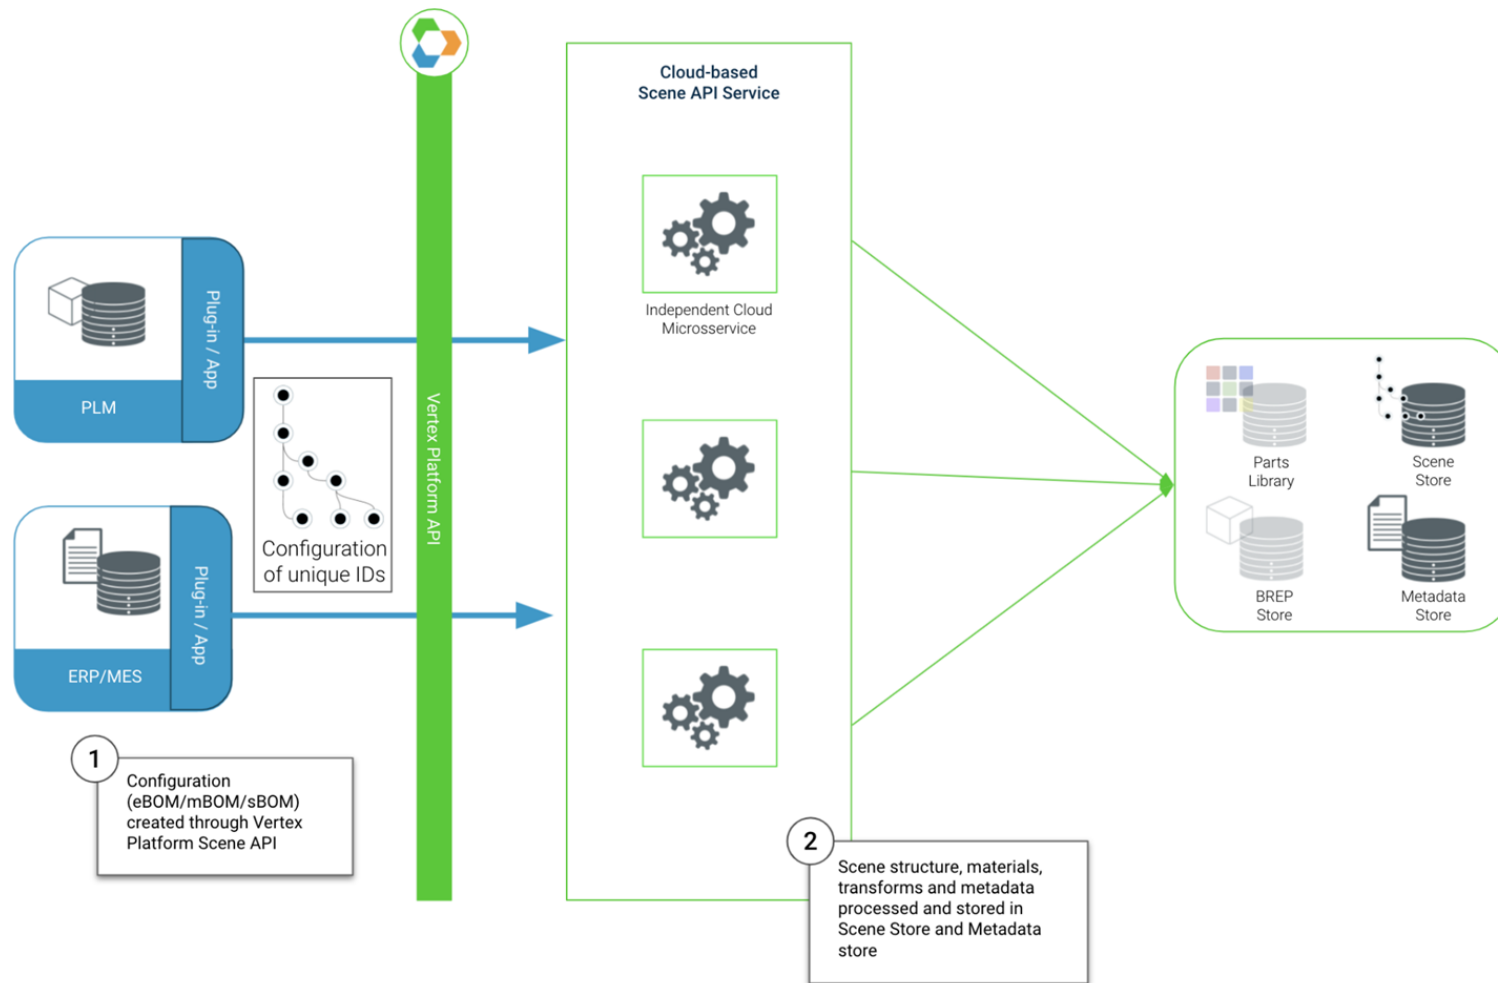 Cloud-based
Scene API Service
Independent Cloud
Microsservice
Plug-in / App
PLM
Configuration
of unique IDs
Vertex Platform API
Plug-in / App
ERP/MES
Parts
Library
Scene
Store
BREP
Store
Metadata
Store
1
Configuration
(eBOM/mBOM/sBOM)
created through Vertex
Platform Scene API
2
Scene structure, materials,
transforms and metadata
processed and stored in
Scene Store and Metadata
store